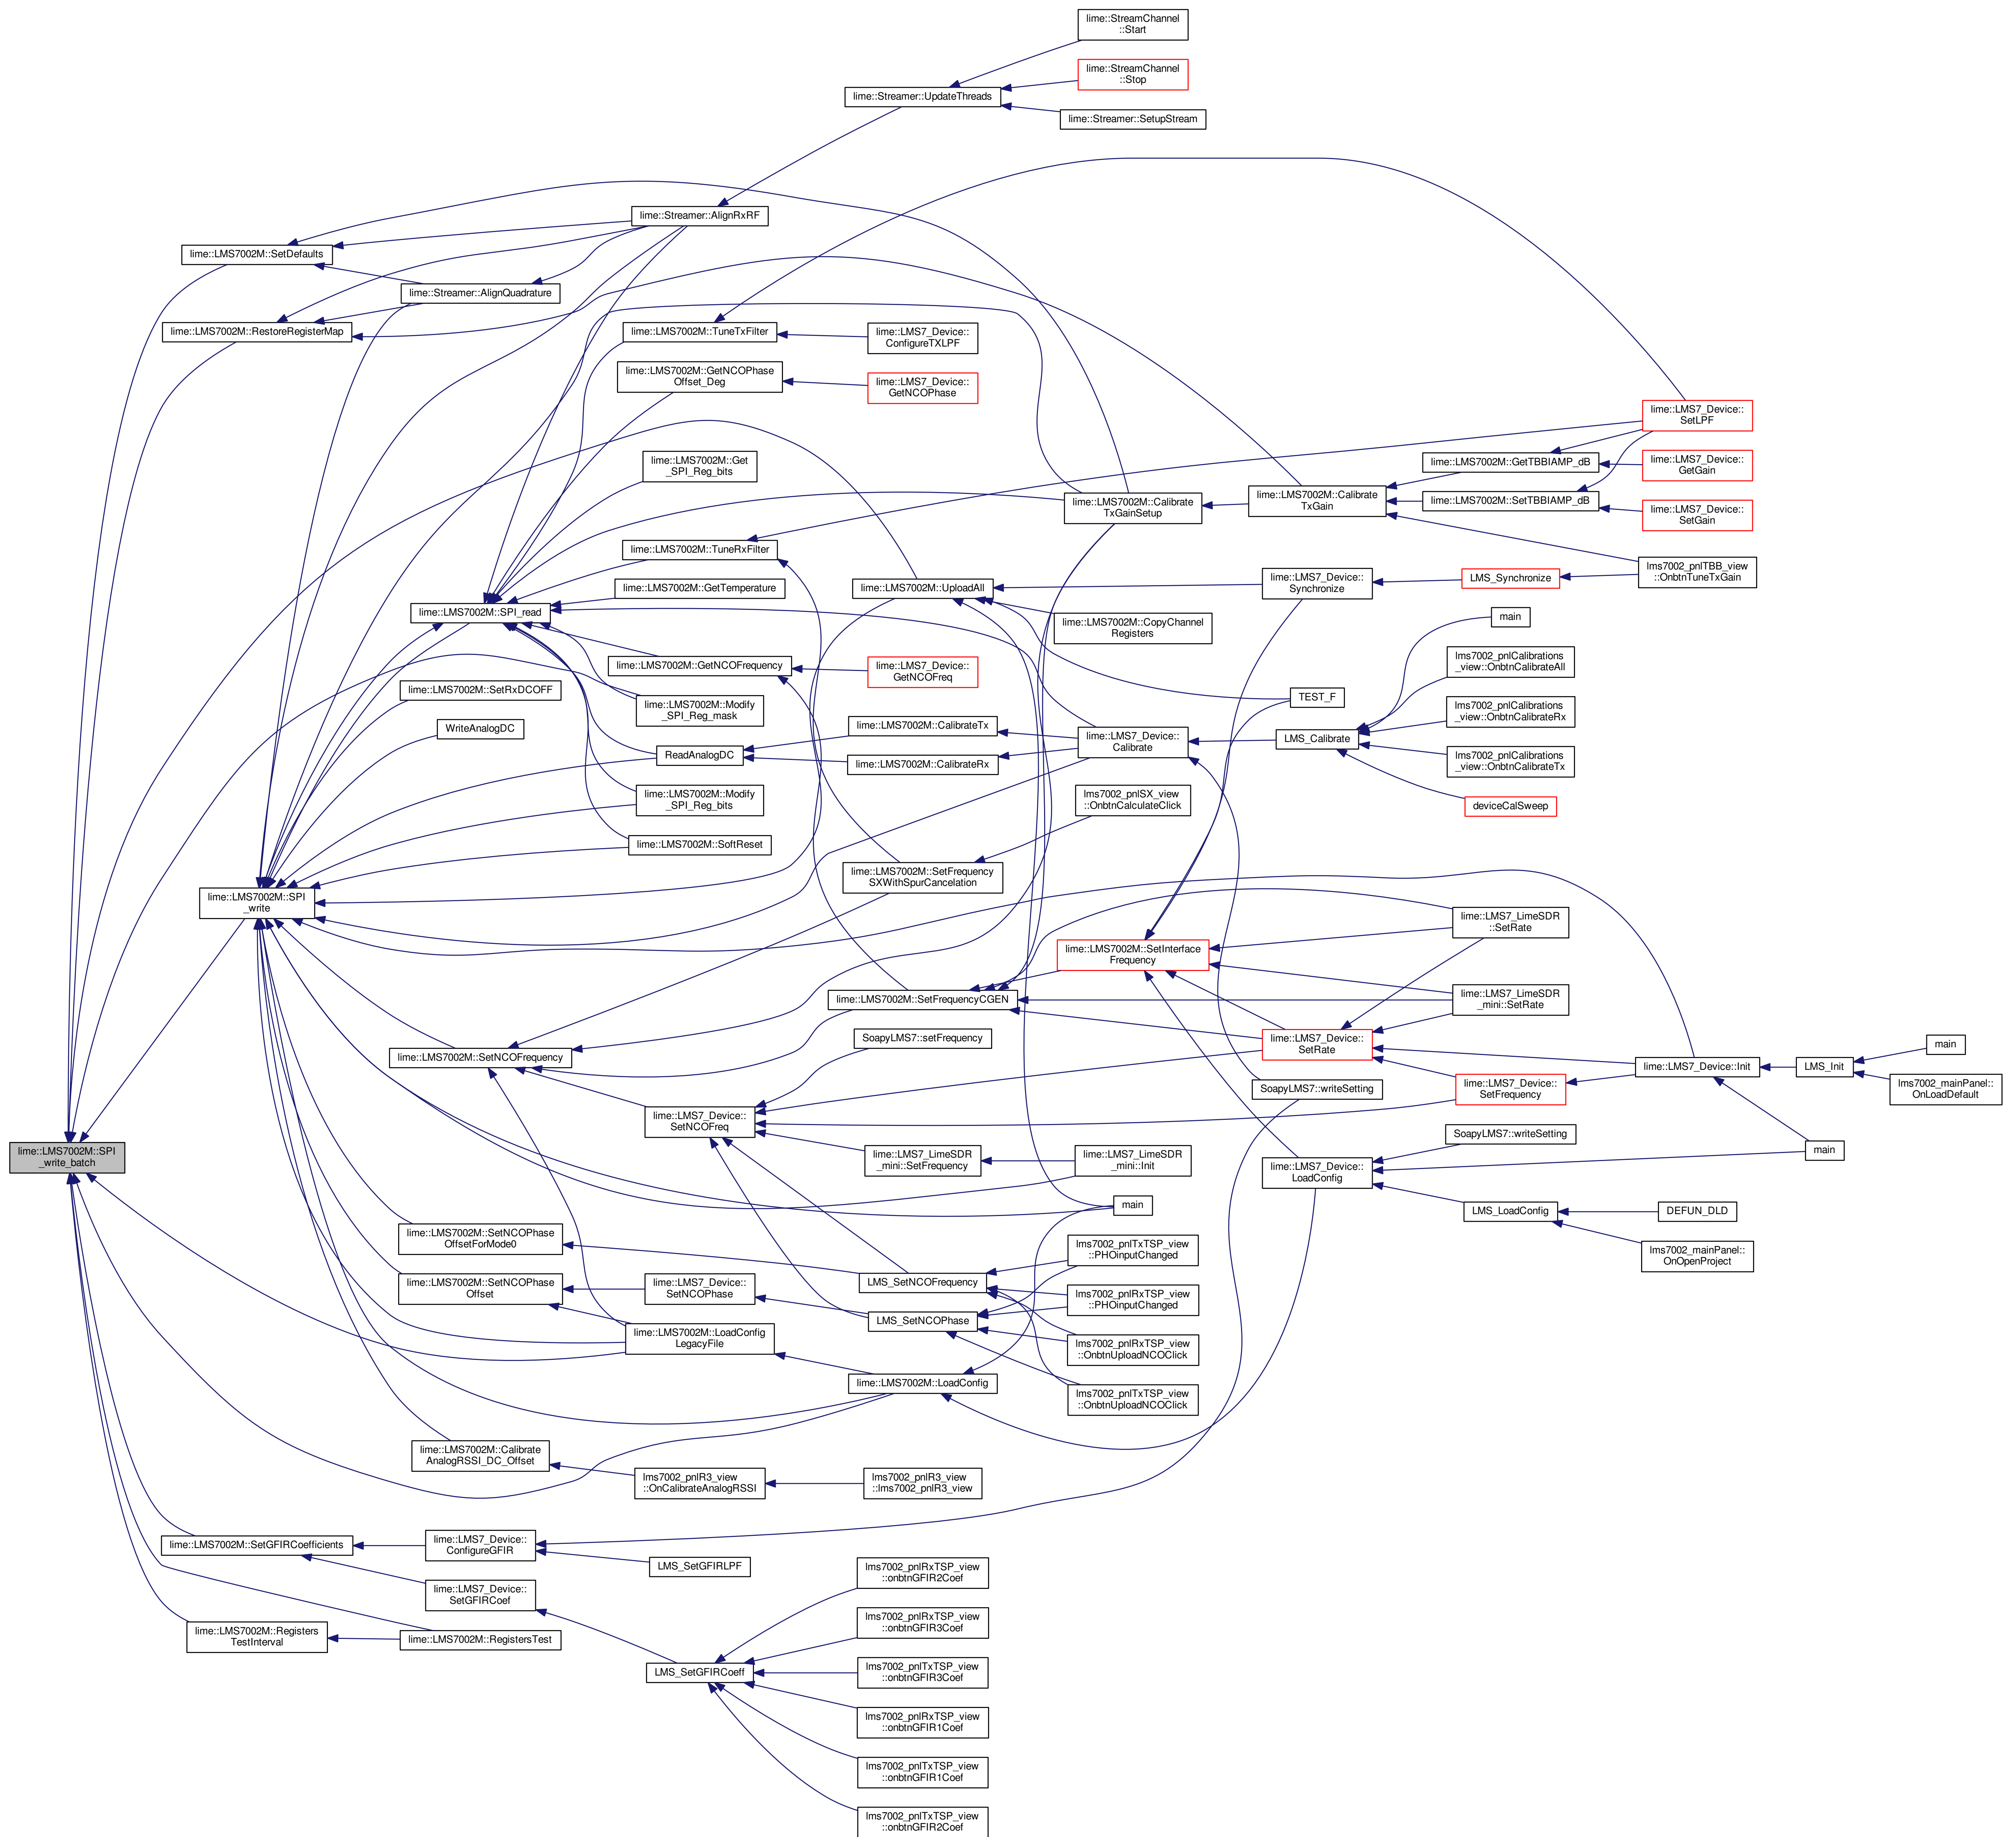 lime::StreamChannel
::Start
lime::StreamChannel
::Stop
lime::Streamer::UpdateThreads
lime::Streamer::SetupStream
lime::Streamer::AlignRxRF
lime::LMS7002M::SetDefaults
lime::Streamer::AlignQuadrature
lime::LMS7002M::RestoreRegisterMap
lime::LMS7002M::TuneTxFilter
lime::LMS7_Device::
ConfigureTXLPF
lime::LMS7002M::GetNCOPhase
Offset_Deg
lime::LMS7_Device::
GetNCOPhase
lime::LMS7_Device::
SetLPF
lime::LMS7002M::Get
_SPI_Reg_bits
lime::LMS7002M::GetTBBIAMP_dB
lime::LMS7_Device::
GetGain
lime::LMS7002M::Calibrate
TxGainSetup
lime::LMS7002M::Calibrate
TxGain
lime::LMS7002M::SetTBBIAMP_dB
lime::LMS7_Device::
SetGain
lime::LMS7002M::TuneRxFilter
lms7002_pnlTBB_view
::OnbtnTuneTxGain
lime::LMS7002M::GetTemperature
lime::LMS7002M::UploadAll
lime::LMS7_Device::
Synchronize
LMS_Synchronize
lime::LMS7002M::SPI_read
lime::LMS7002M::CopyChannel
Registers
main
lime::LMS7002M::GetNCOFrequency
lime::LMS7_Device::
GetNCOFreq
lms7002_pnlCalibrations
_view::OnbtnCalibrateAll
lime::LMS7002M::SetRxDCOFF
lime::LMS7002M::Modify
_SPI_Reg_mask
TEST_F
lms7002_pnlCalibrations
_view::OnbtnCalibrateRx
WriteAnalogDC
lime::LMS7002M::CalibrateTx
lime::LMS7_Device::
Calibrate
LMS_Calibrate
ReadAnalogDC
lime::LMS7002M::CalibrateRx
lms7002_pnlCalibrations
_view::OnbtnCalibrateTx
lime::LMS7002M::Modify
_SPI_Reg_bits
lms7002_pnlSX_view
::OnbtnCalculateClick
deviceCalSweep
lime::LMS7002M::SoftReset
lime::LMS7002M::SetFrequency
SXWithSpurCancelation
lime::LMS7002M::SPI
_write
lime::LMS7_LimeSDR
::SetRate
lime::LMS7002M::SetInterface
Frequency
lime::LMS7002M::SetFrequencyCGEN
lime::LMS7_LimeSDR
_mini::SetRate
SoapyLMS7::setFrequency
lime::LMS7_Device::
SetRate
main
lime::LMS7002M::SetNCOFrequency
lime::LMS7_Device::Init
LMS_Init
SoapyLMS7::writeSetting
lime::LMS7_Device::
SetFrequency
lms7002_mainPanel::
OnLoadDefault
lime::LMS7_Device::
SetNCOFreq
lime::LMS7002M::SPI
_write_batch
lime::LMS7_LimeSDR
_mini::SetFrequency
lime::LMS7_LimeSDR
_mini::Init
SoapyLMS7::writeSetting
main
lime::LMS7_Device::
LoadConfig
main
LMS_LoadConfig
DEFUN_DLD
lime::LMS7002M::SetNCOPhase
OffsetForMode0
lms7002_pnlTxTSP_view
::PHOinputChanged
lms7002_mainPanel::
OnOpenProject
lime::LMS7002M::SetNCOPhase
Offset
lime::LMS7_Device::
SetNCOPhase
LMS_SetNCOFrequency
lms7002_pnlRxTSP_view
::PHOinputChanged
LMS_SetNCOPhase
lime::LMS7002M::LoadConfig
LegacyFile
lms7002_pnlRxTSP_view
::OnbtnUploadNCOClick
lime::LMS7002M::LoadConfig
lms7002_pnlTxTSP_view
::OnbtnUploadNCOClick
lime::LMS7002M::Calibrate
AnalogRSSI_DC_Offset
lms7002_pnlR3_view
::OnCalibrateAnalogRSSI
lms7002_pnlR3_view
::lms7002_pnlR3_view
lime::LMS7002M::SetGFIRCoefficients
lime::LMS7_Device::
ConfigureGFIR
LMS_SetGFIRLPF
lms7002_pnlRxTSP_view
::onbtnGFIR2Coef
lime::LMS7_Device::
SetGFIRCoef
lms7002_pnlRxTSP_view
::onbtnGFIR3Coef
lime::LMS7002M::Registers
TestInterval
lime::LMS7002M::RegistersTest
LMS_SetGFIRCoeff
lms7002_pnlTxTSP_view
::onbtnGFIR3Coef
lms7002_pnlRxTSP_view
::onbtnGFIR1Coef
lms7002_pnlTxTSP_view
::onbtnGFIR1Coef
lms7002_pnlTxTSP_view
::onbtnGFIR2Coef